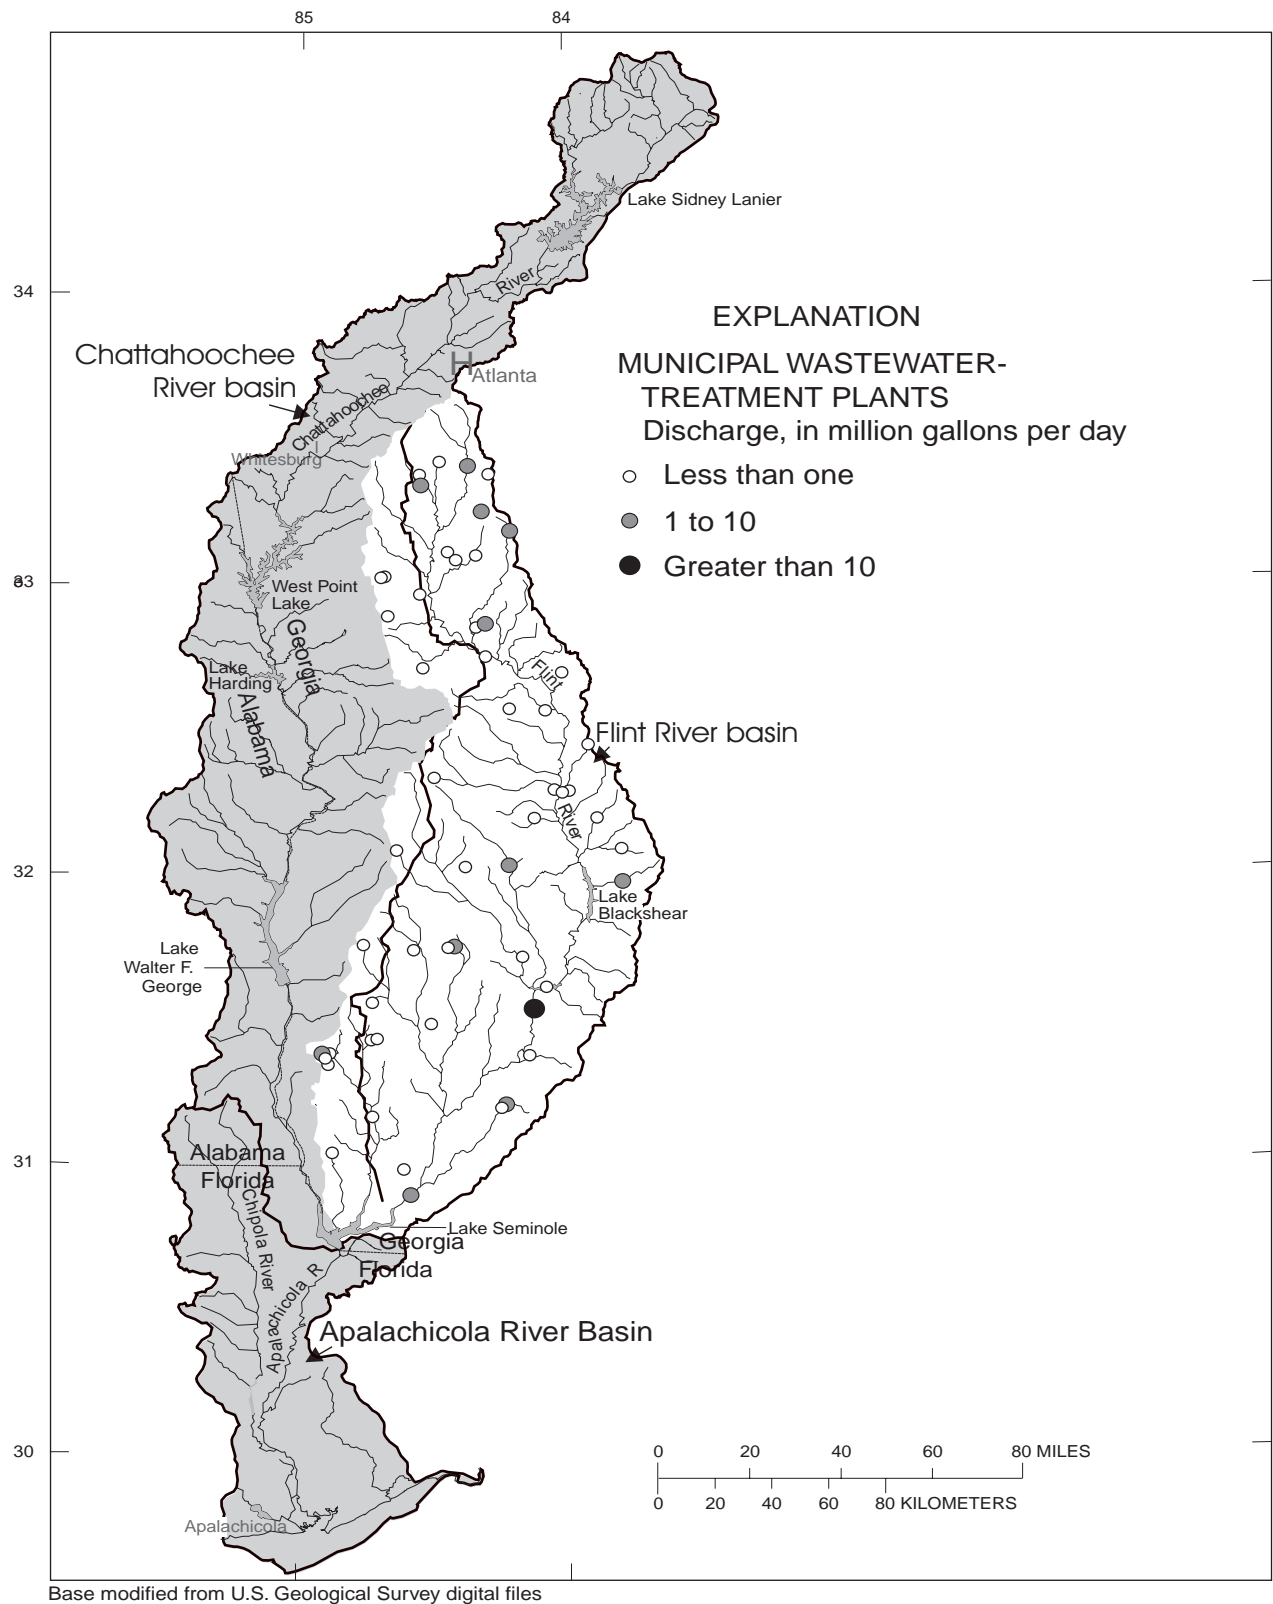 85
84
Lake Sidney Lanier
River
34
EXPLANATION
MUNICIPAL WASTEWATER-
TREATMENT PLANTS
Discharge, in million gallons per day
Less than one
1 to 10
Greater than 10
Chattahoochee
River basin
H
Atlanta
Chattahoochee
Whitesburg
83
West Point
Lake
Georgia
Lake
Harding
Alabama
Flint
Flint River basin
River
32
Lake
Blackshear
Lake
Walter F.
George
31
Alabama
Florida
Chipola River
Lake Seminole
Georgia
Florida
Apalachicola R
Apalachicola River Basin
30
0 20 40 60 80 MILES
0 20 40 60 80 KILOMETERS
Apalachicola
Base modified from U.S. Geological Survey digital files